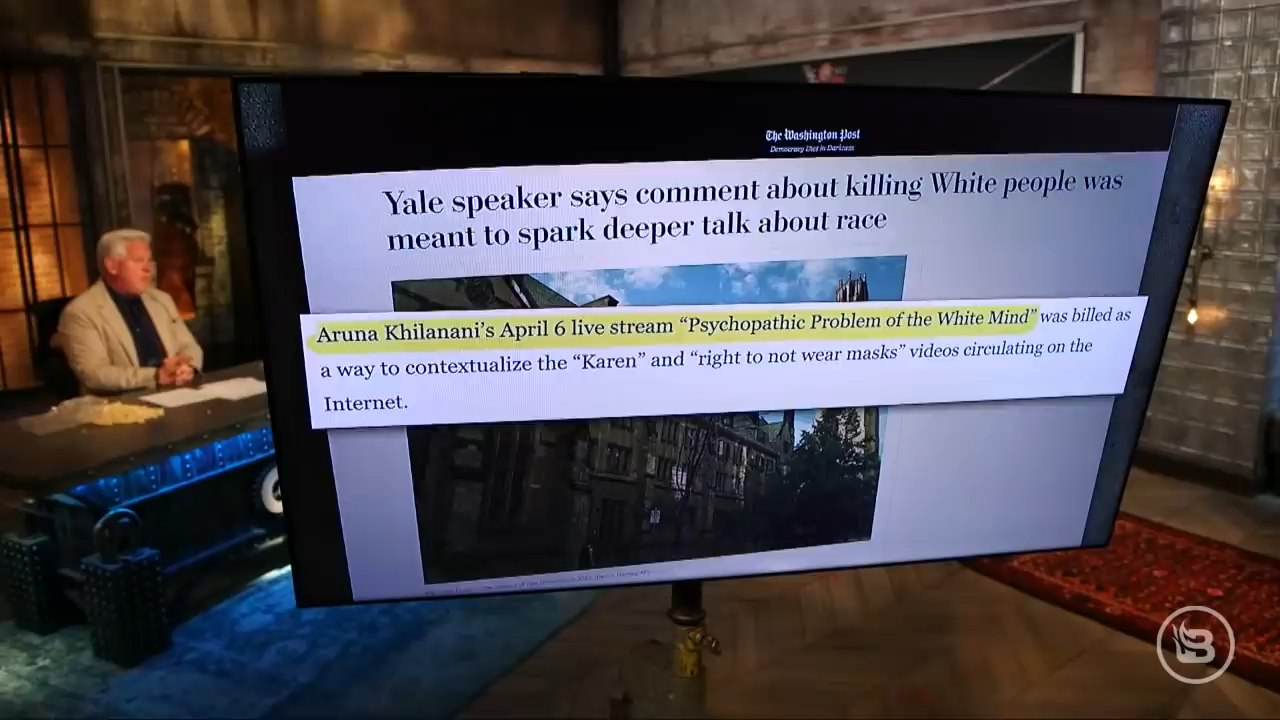 The Washington Post
Democracy Dies in Darkness
Yale speaker says comment about killing White people was
meant to spark deeper talk about race
Aruna Khilanani’s April 6 live stream “Psychopathic Problem of the White Mind” was billed as
a way to contextualize the “Karen” and “right to not wear masks” videos circulating on the
Internet.
B